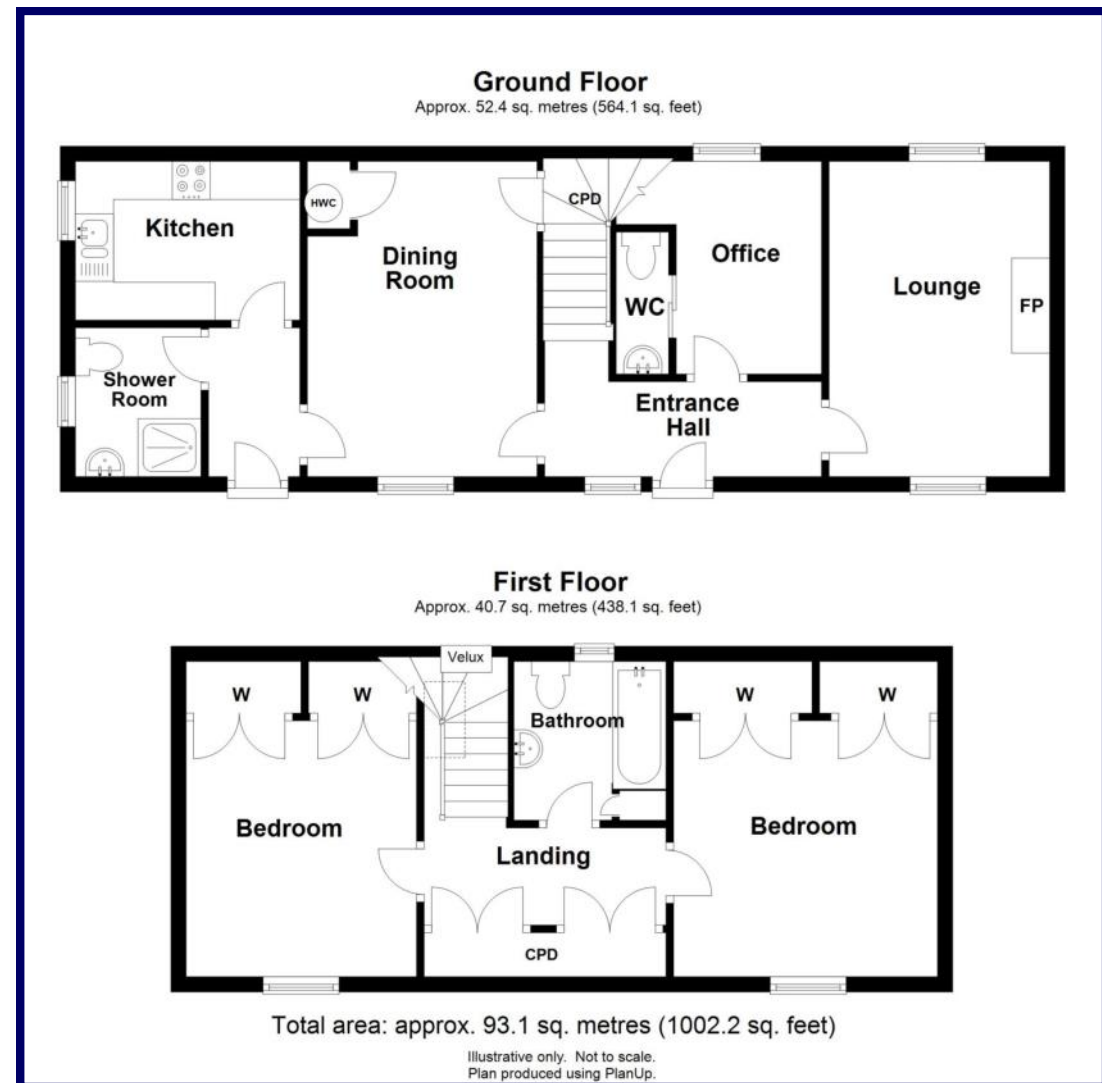 Ground Floor
Approx. 52.4 sq. metres (564.1 sq. feet)
Kitchen
HWC
Dining
Room
CPD
WC
Office
Lounge
FP
Shower
Room
Entrance
Hall
First Floor
Approx. 40.7 sq. metres (438.1 sq. feet)
W
W
Velux
Bathroom
W
W
Bedroom
Landing
Bedroom
CPD
Total area: approx. 93.1 sq. metres (1002.2 sq. feet)
Illustrative only. Not to scale.
Plan produced using PlanUp.